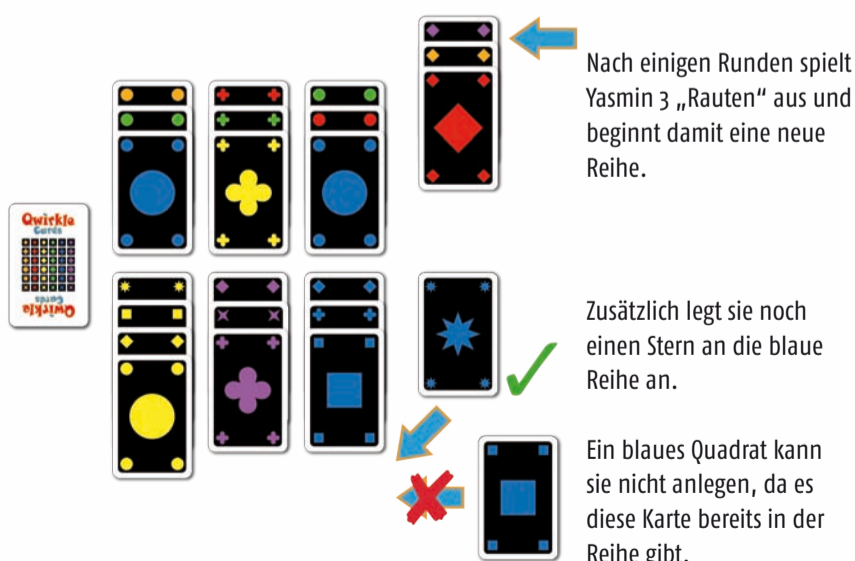 Nach einigen Runden spielt
Yasmin 3 „Rauten“ aus und
beginnt damit eine neue
Reihe.
Qwirkle
Cards
Qwirkle
Cards
Zusätzlich legt sie noch
einen Stern an die blaue
Reihe an.
Ein blaues Quadrat kann
sie nicht anlegen, da es
diese Karte bereits in der
Reihe gibt.